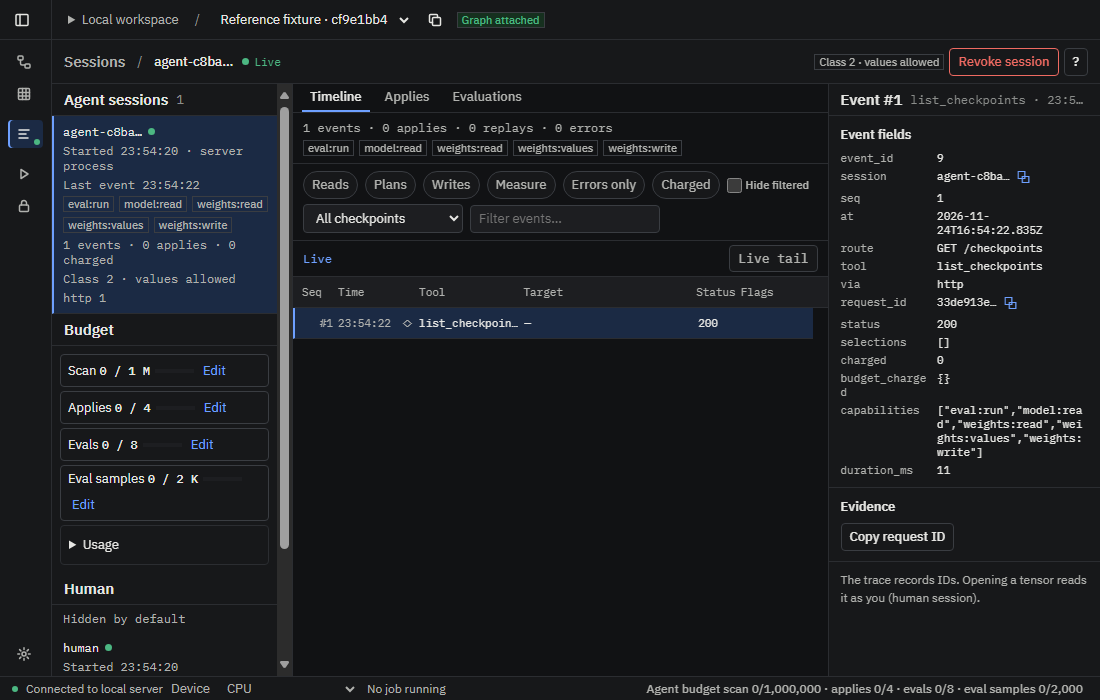 Local workspace / Reference fixture · cf9e1bb4 Graph attached
Sessions / agent-c8ba… Live Class 2 · values allowed Revoke session ?
Agent sessions 1
agent-c8ba…
Started 23:54:20 · server
process
Last event 23:54:22
eval:run model:read weights:read
weights:values weights:write
1 events · 0 applies · 0
charged
Class 2 · values allowed
http 1
Budget
Scan 0 / 1 M Edit
Applies 0 / 4 Edit
Evals 0 / 8 Edit
Eval samples 0 / 2 K
Edit
Usage
Human
Hidden by default
human
Started 23:54:20
Timeline Applies Evaluations
1 events · 0 applies · 0 replays · 0 errors
eval:run model:read weights:read weights:values weights:write
Reads Plans Writes Measure Errors only Charged Hide filtered
All checkpoints Filter events…
Live Live tail
Seq Time Tool Target Status Flags
#1 23:54:22 ◇ list_checkpoin… — 200
Event #1 list_checkpoints · 23:5…
Event fields
event_id 9
session agent-c8ba…
seq 1
at 2026-11-
24T16:54:22.835Z
route GET /checkpoints
tool list_checkpoints
via http
request_id 33de913e…
status 200
selections []
charged 0
budget_charge {}
d
capabilities ["eval:run","model:rea
d","weights:read","wei
ghts:values","weights:
write"]
duration_ms 11
Evidence
Copy request ID
The trace records IDs. Opening a tensor reads
it as you (human session).
Connected to local server Device CPU No job running Agent budget scan 0/1,000,000 · applies 0/4 · evals 0/8 · eval samples 0/2,000